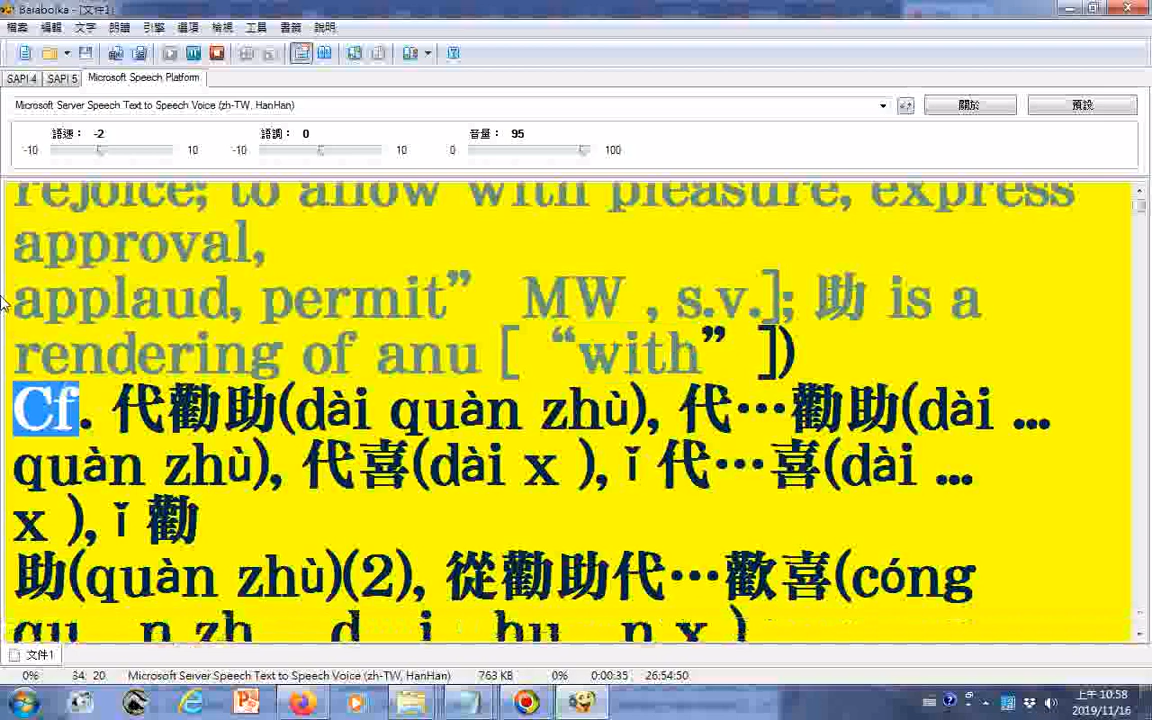 Balabolka - [文件1]
檔案 編輯 文字 朗讀 引擎 選項 檢視 工具 書籤 說明
SAPI 4 SAPI 5 Microsoft Speech Platform
Microsoft Server Speech Text to Speech Voice (zh-TW, HanHan) 關於 預設
語速： -2 語調： 0 音量： 95
-10 10 -10 10 0 100
rejoice; to allow with pleasure, express
approval,
applaud, permit” MW , s.v.]; 助 is a
rendering of anu [ “with” ])
Cf. 代勸助(dài quàn zhù), 代…勸助(dài ...
quàn zhù), 代喜(dài x ), ǐ 代…喜(dài ...
x ), ǐ 勸
助(quàn zhù)(2), 從勸助代…歡喜(cóng
qu n zh d i hu n x )
文件1
0% 34: 20 Microsoft Server Speech Text to Speech Voice (zh-TW, HanHan) 763 KB 0% 0:00:35 26:54:50
上午 10:58
2019/11/16